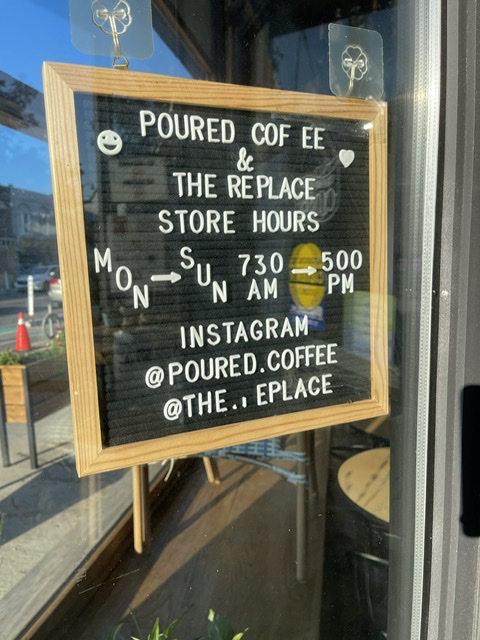 POURED COF EE
&
THE REPLACE
STORE HOURS
MON → SUN 730 AM → 500 PM
INSTAGRAM
@POURED.COFFEE
@THE., EPLACE